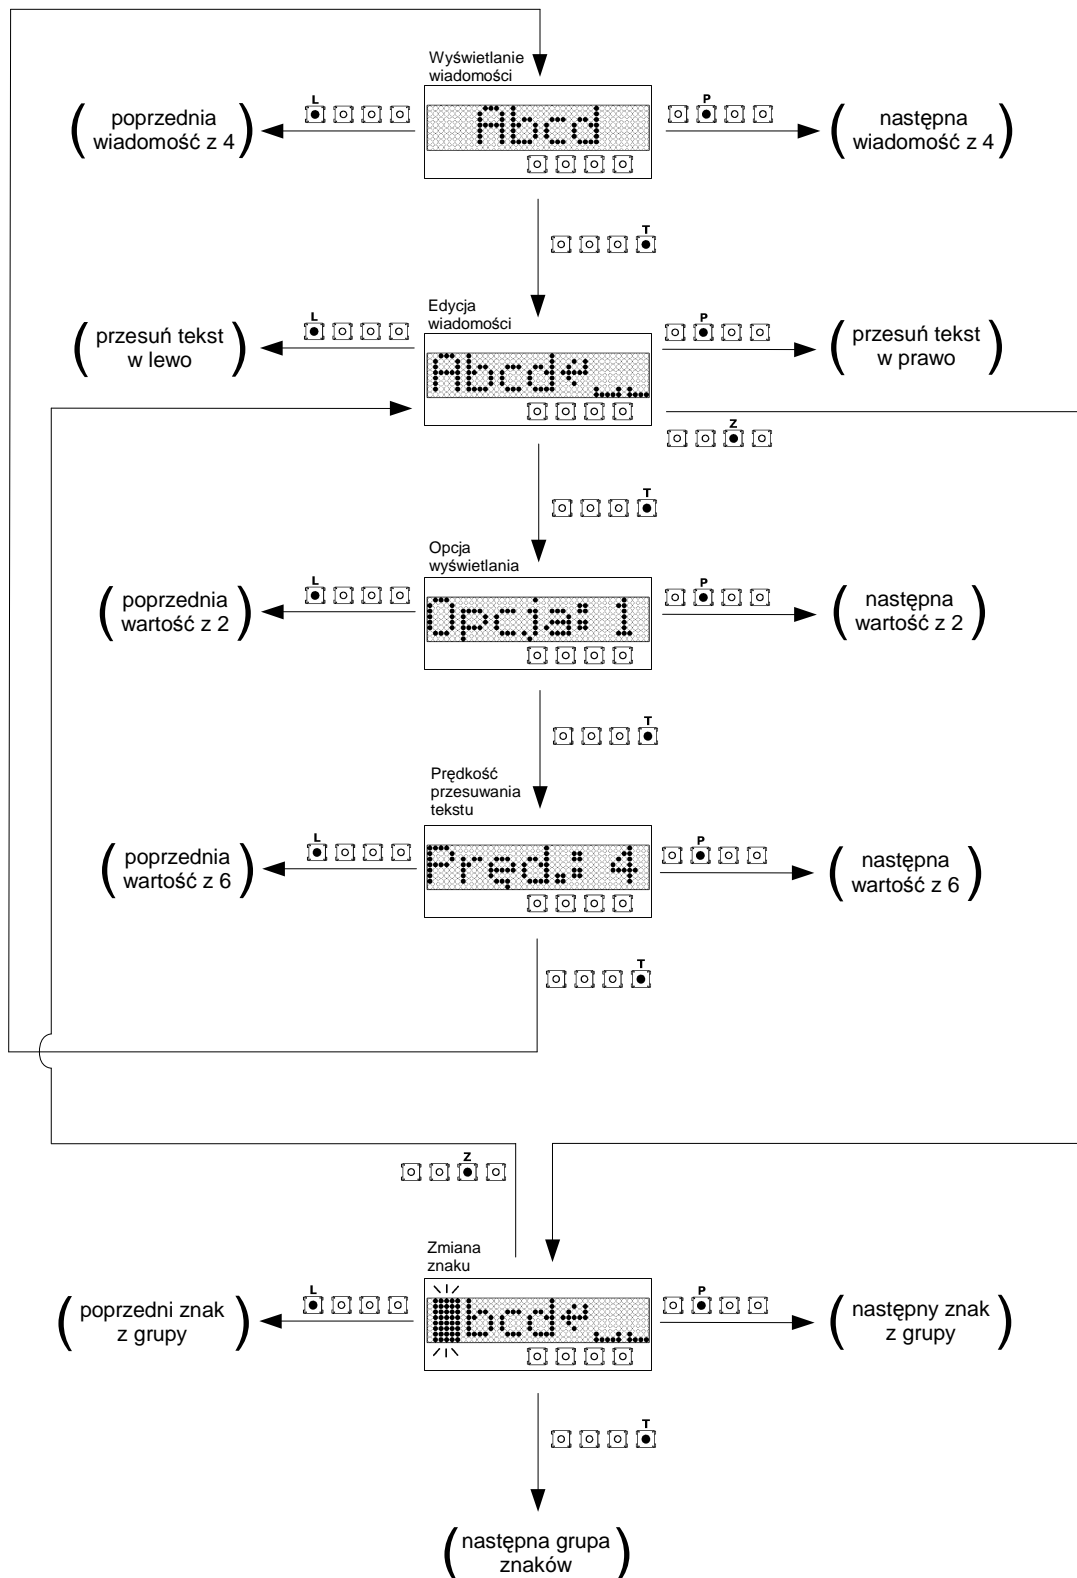 Wyświetlanie
wiadomości
L
P
(poprzednia
wiadomość z 4)
Abcd
(następna
wiadomość z 4)
T
Edycja
wiadomości
L
P
(przesuń tekst
w lewo)
Abcd↵
(przesuń tekst
w prawo)
Z
T
Opcja
wyświetlania
L
P
(poprzednia
wartość z 2)
Opcja: 1
(następna
wartość z 2)
T
Prędkość
przesuwania
tekstu
L
P
(poprzednia
wartość z 6)
Pręd.: 4
(następna
wartość z 6)
T
Z
Zmiana
znaku
L
P
(poprzedni znak
z grupy)
bcd↵
(następny znak
z grupy)
T
(następna grupa
znaków)